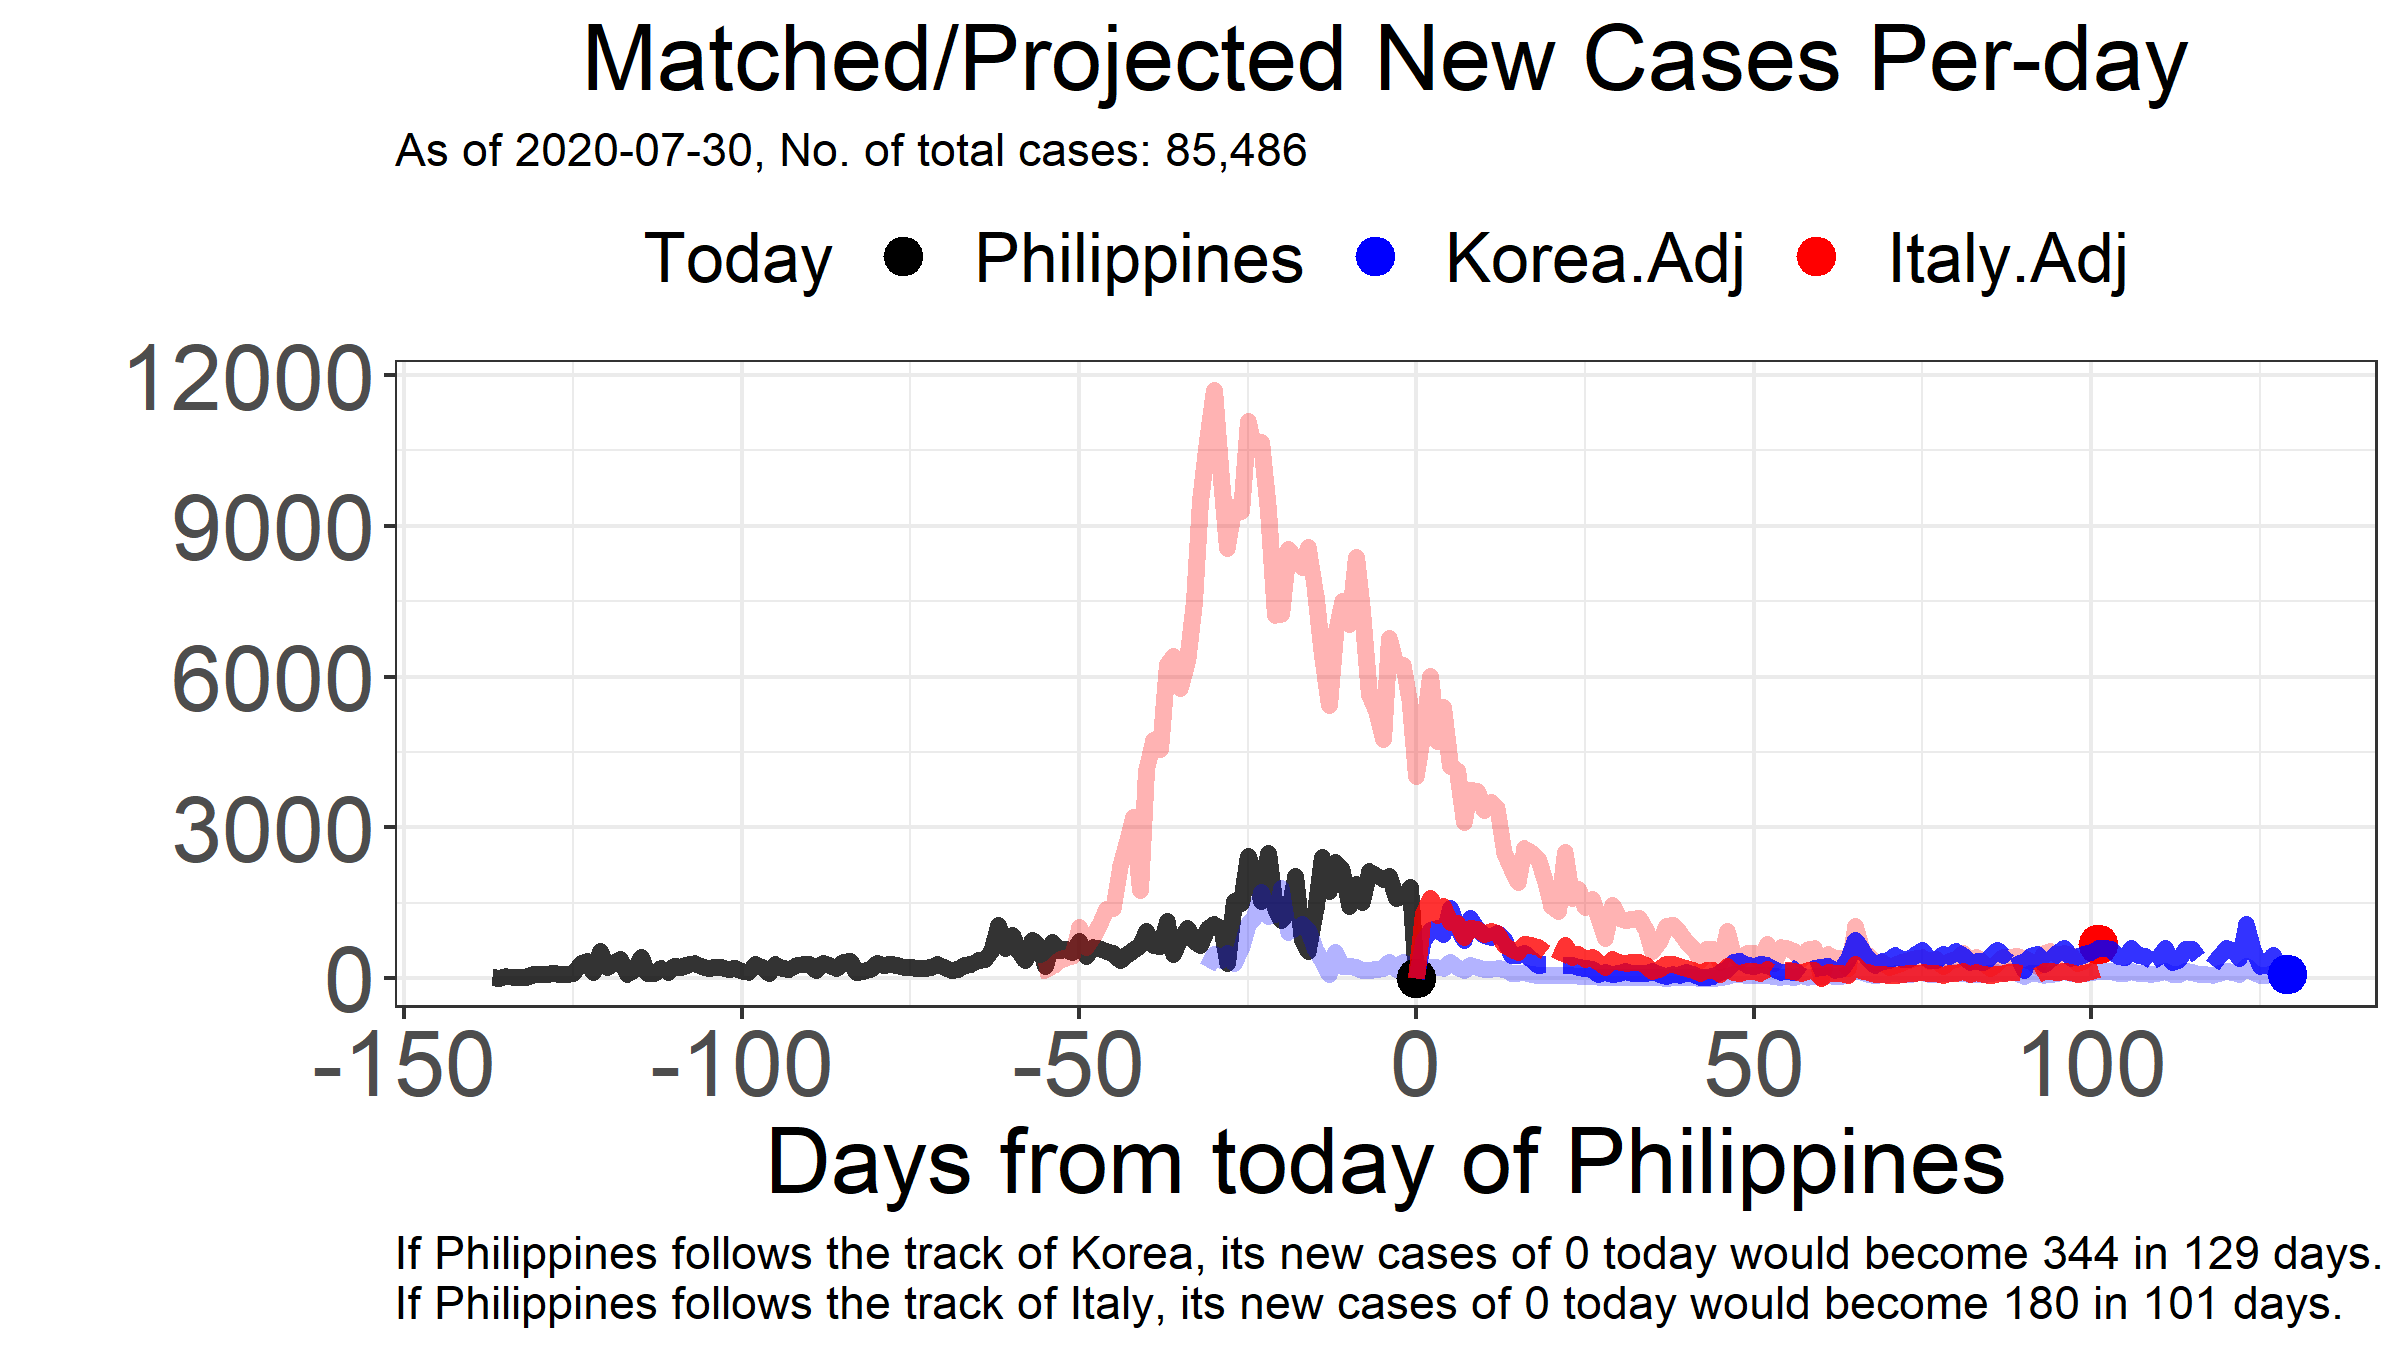 Matched/Projected New Cases Per-day
As of 2020-07-30, No. of total cases: 85,486
Today Philippines Korea.Adj Italy.Adj
12000
9000
6000
3000
0
-150 -100 -50 0 50 100
Days from today of Philippines
If Philippines follows the track of Korea, its new cases of 0 today would become 344 in 129 days.
If Philippines follows the track of Italy, its new cases of 0 today would become 180 in 101 days.